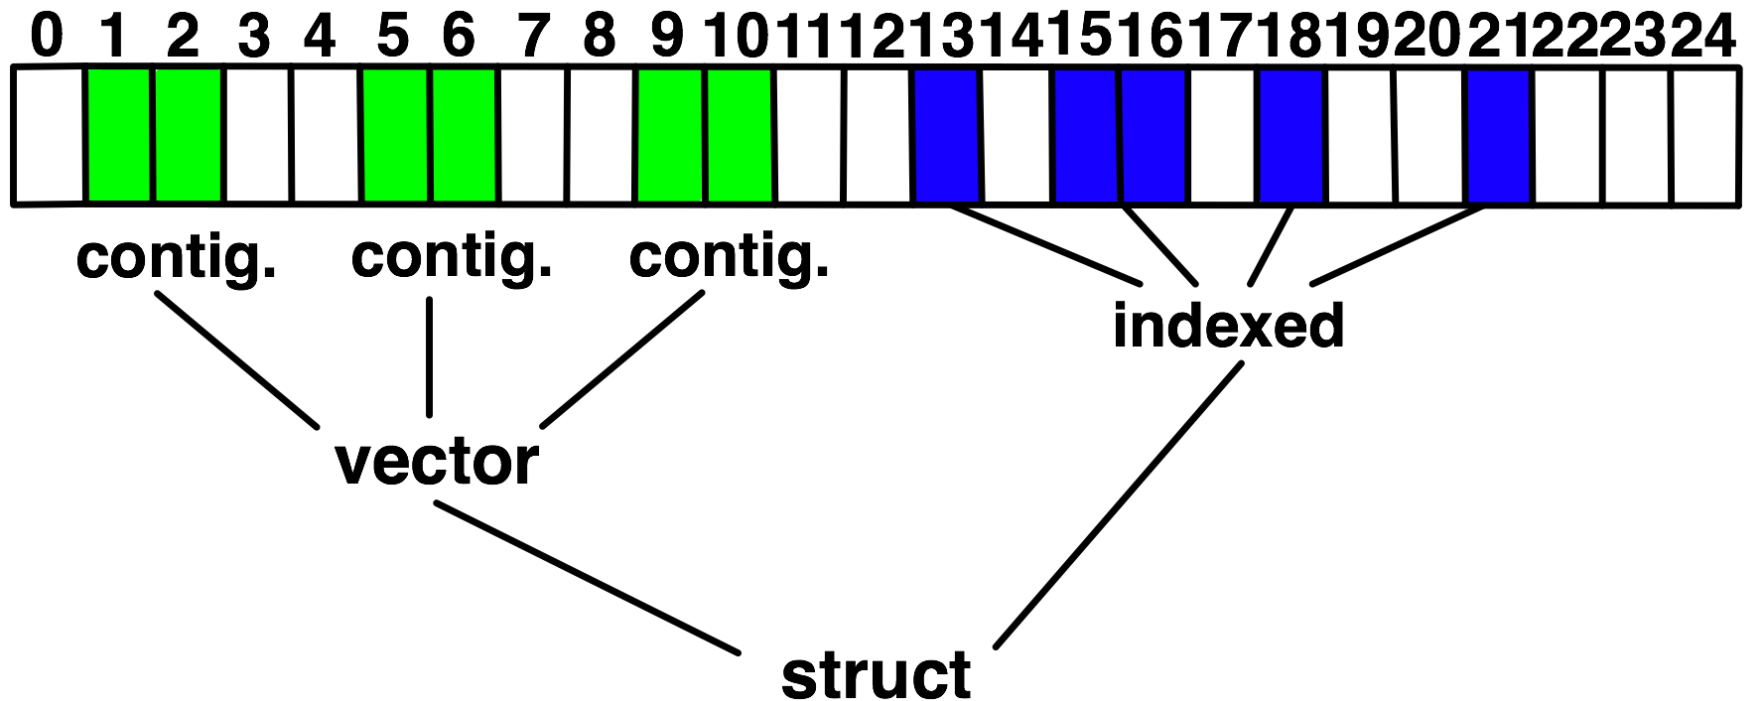 0 1 2 3 4 5 6 7 8 9 10 11 12 13 14 15 16 17 18 19 20 21 22 23 24
contig. contig. contig.
indexed
vector
struct